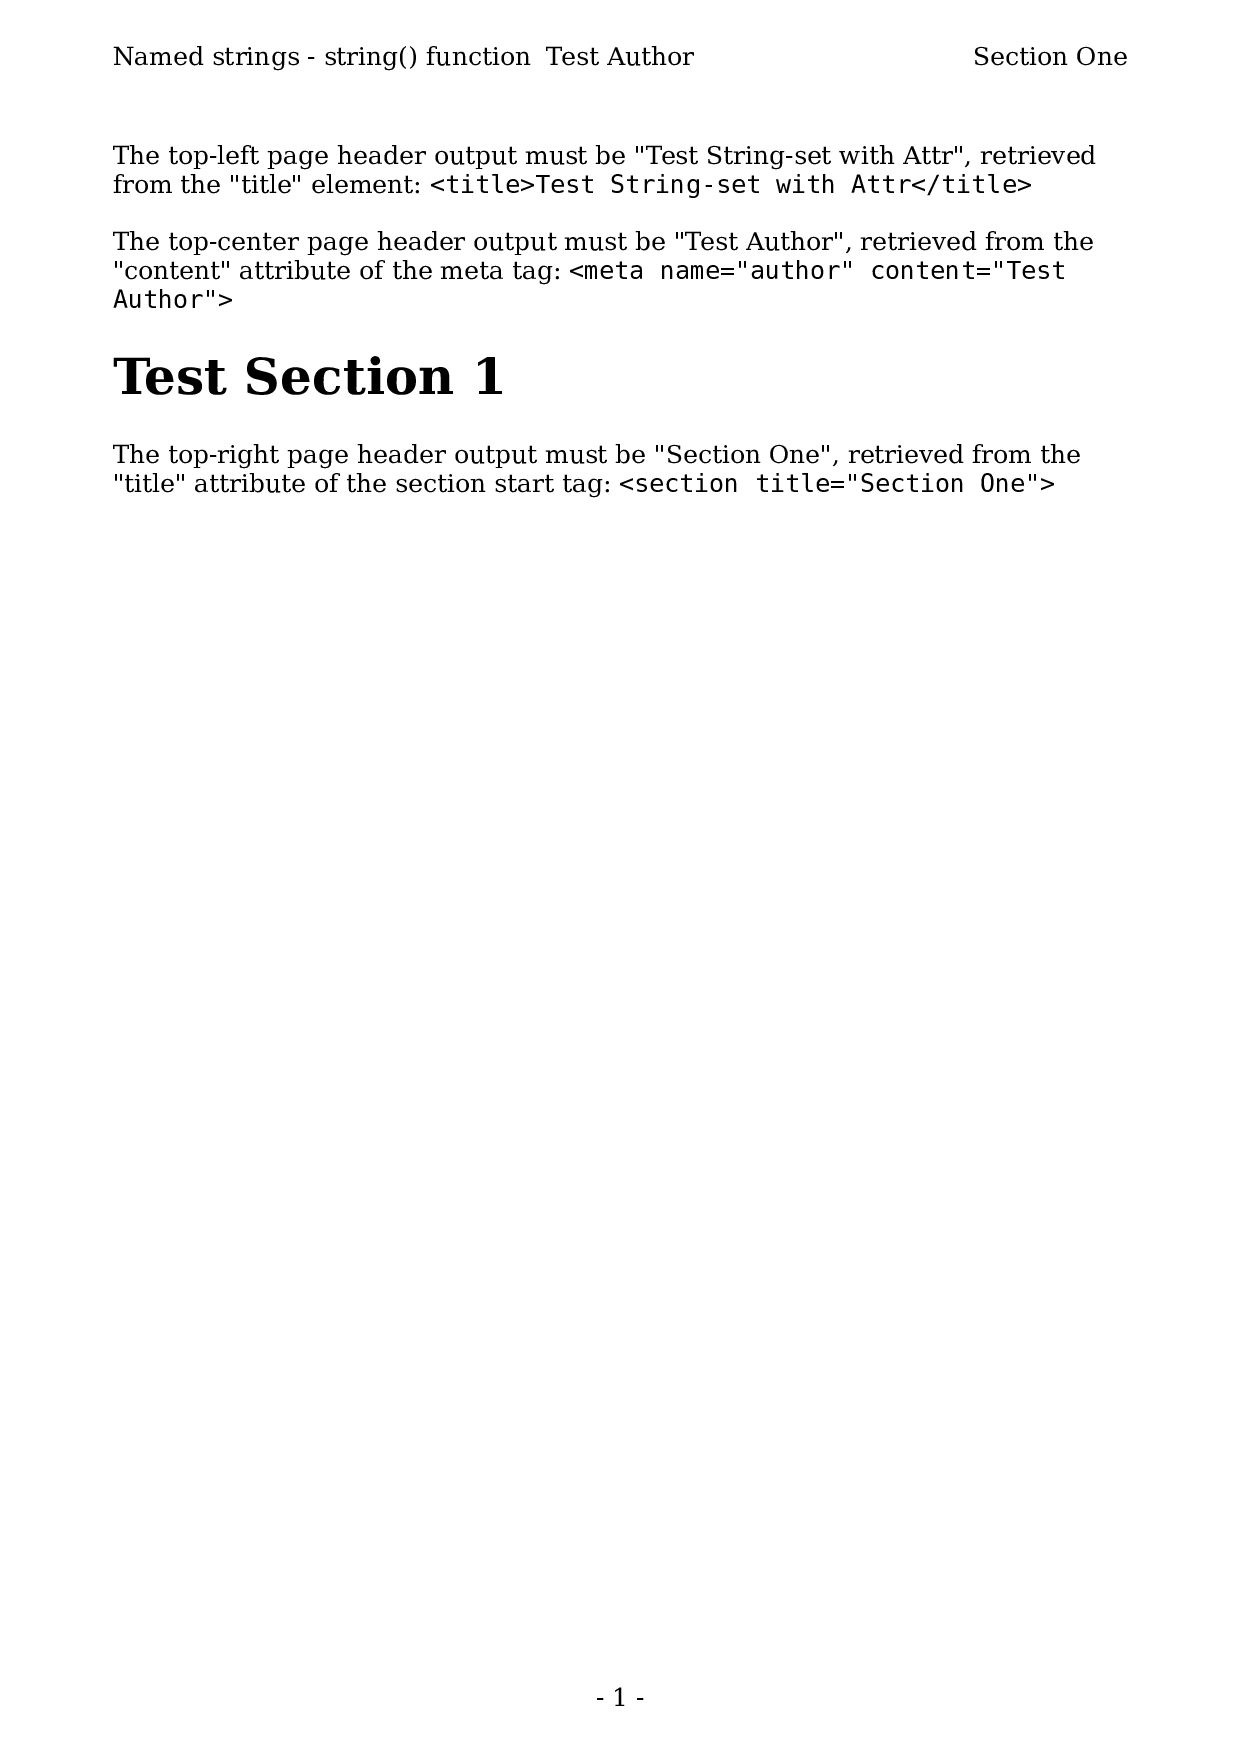 Named strings - string() function Test Author Section One
The top-left page header output must be "Test String-set with Attr", retrieved
from the "title" element: <title>Test String-set with Attr</title>
The top-center page header output must be "Test Author", retrieved from the
"content" attribute of the meta tag: <meta name="author" content="Test
Author">
Test Section 1
The top-right page header output must be "Section One", retrieved from the
"title" attribute of the section start tag: <section title="Section One">
- 1 -